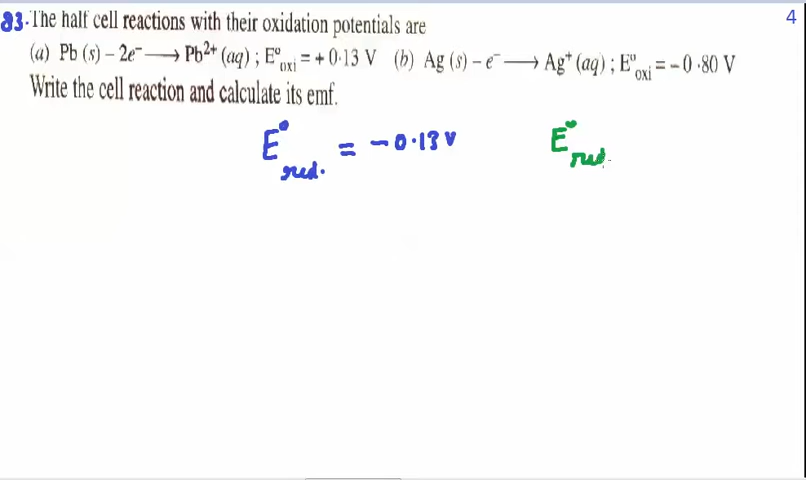 4
23. The half cell reactions with their oxidation potentials are
(a) Pb (s) – 2e⁻ ⟶ Pb²⁺ (aq) ; E°oxi = + 0·13 V (b) Ag (s) – e⁻ ⟶ Ag⁺ (aq) ; E°oxi = – 0 ·80 V
Write the cell reaction and calculate its emf.
E°red. = -0.13 V E°red.